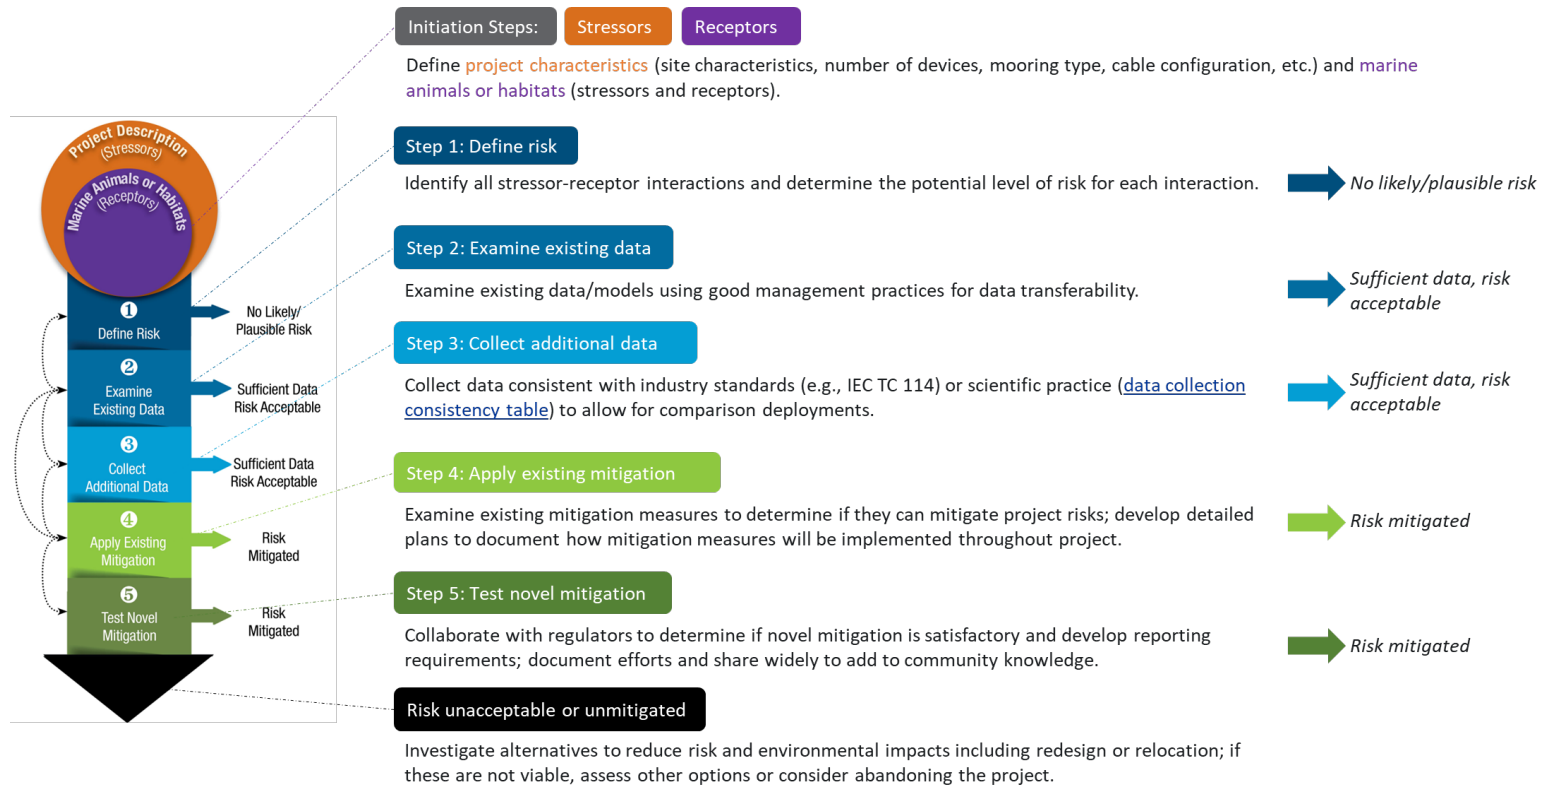 Initiation Steps: Stressors Receptors
Define project characteristics (site characteristics, number of devices, mooring type, cable configuration, etc.) and marine
animals or habitats (stressors and receptors).
Project Description
(Stressors)
Marine Animals or Habitats
(Receptors)
1
Define Risk
No Likely/
Plausible Risk
2
Examine
Existing Data
Sufficient Data
Risk Acceptable
3
Collect
Additional Data
Sufficient Data
Risk Acceptable
4
Apply Existing
Mitigation
Risk
Mitigated
5
Test Novel
Mitigation
Risk
Mitigated
Step 1: Define risk
Identify all stressor-receptor interactions and determine the potential level of risk for each interaction.
No likely/plausible risk
Step 2: Examine existing data
Examine existing data/models using good management practices for data transferability.
Sufficient data, risk
acceptable
Step 3: Collect additional data
Collect data consistent with industry standards (e.g., IEC TC 114) or scientific practice (data collection
consistency table) to allow for comparison deployments.
Sufficient data, risk
acceptable
Step 4: Apply existing mitigation
Examine existing mitigation measures to determine if they can mitigate project risks; develop detailed
plans to document how mitigation measures will be implemented throughout project.
Risk mitigated
Step 5: Test novel mitigation
Collaborate with regulators to determine if novel mitigation is satisfactory and develop reporting
requirements; document efforts and share widely to add to community knowledge.
Risk mitigated
Risk unacceptable or unmitigated
Investigate alternatives to reduce risk and environmental impacts including redesign or relocation; if
these are not viable, assess other options or consider abandoning the project.